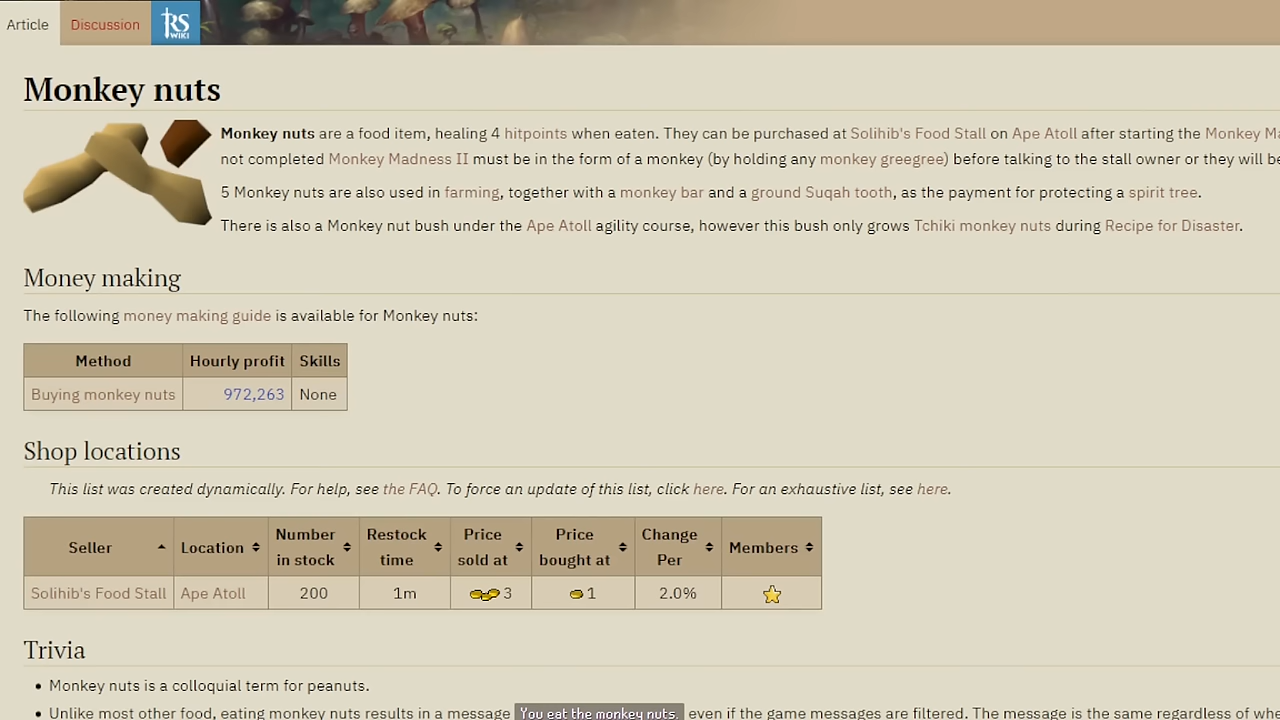 Article Discussion RS WIKI
Monkey nuts
Monkey nuts are a food item, healing 4 hitpoints when eaten. They can be purchased at Solihib's Food Stall on Ape Atoll after starting the Monkey
not completed Monkey Madness II must be in the form of a monkey (by holding any monkey greegree) before talking to the stall owner or they will
5 Monkey nuts are also used in farming, together with a monkey bar and a ground Suqah tooth, as the payment for protecting a spirit tree.
There is also a Monkey nut bush under the Ape Atoll agility course, however this bush only grows Tchiki monkey nuts during Recipe for Disaster.
Money making
The following money making guide is available for Monkey nuts:
Method Hourly profit Skills
Buying monkey nuts 972,263 None
Shop locations
This list was created dynamically. For help, see the FAQ. To force an update of this list, click here. For an exhaustive list, see here.
Seller Location Number in stock Restock time Price sold at Price bought at Change Per Members
Solihib's Food Stall Ape Atoll 200 1m 3 1 2.0%
Trivia
• Monkey nuts is a colloquial term for peanuts.
• Unlike most other food, eating monkey nuts results in a message You eat the monkey nuts. even if the game messages are filtered. The message is the same regardless of